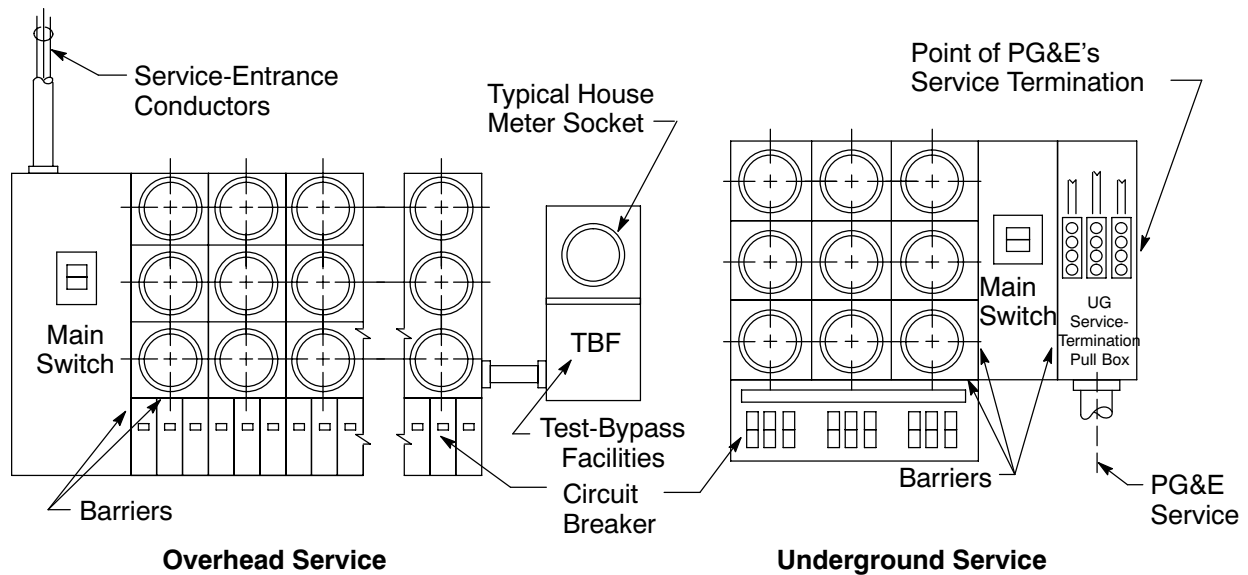 Service-Entrance
Conductors
Typical House
Meter Socket
Point of PG&E's
Service Termination
Main
Switch
TBF
Main
Switch
UG
Service-
Termination
Pull Box
Test-Bypass
Facilities
Barriers
Circuit
Breaker
Barriers
PG&E
Service
Overhead Service
Underground Service